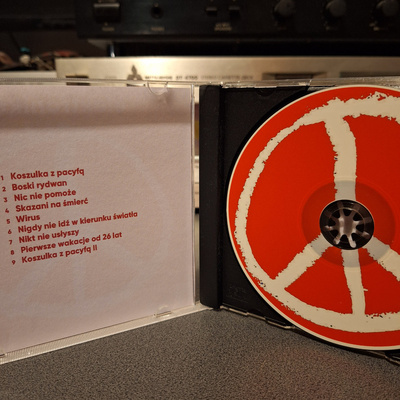 1 Koszulka z pacyfą
2 Boski rydwan
3 Nic nie pomoże
4 Skazani na śmierć
5 Wirus
6 Nigdy nie idź w kierunku światła
7 Nikt nie usłyszy
8 Pierwsze wakacje od 26 lat
9 Koszulka z pacyfą II